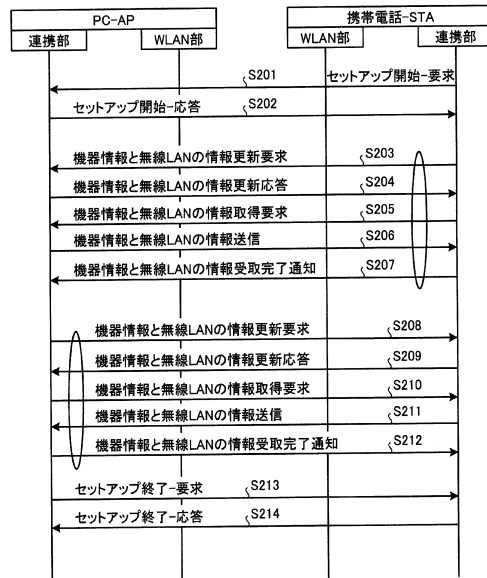 PC-AP
携帯電話-STA
連携部
WLAN部
WLAN部
連携部
S201
セットアップ開始-要求
セットアップ開始-応答
S202
機器情報と無線LANの情報更新要求
S203
機器情報と無線LANの情報更新応答
S204
機器情報と無線LANの情報取得要求
S205
機器情報と無線LANの情報送信
S206
機器情報と無線LANの情報受取完了通知
S207
機器情報と無線LANの情報更新要求
S208
機器情報と無線LANの情報更新応答
S209
機器情報と無線LANの情報取得要求
S210
機器情報と無線LANの情報送信
S211
機器情報と無線LANの情報受取完了通知
S212
セットアップ終了-要求
S213
セットアップ終了-応答
S214